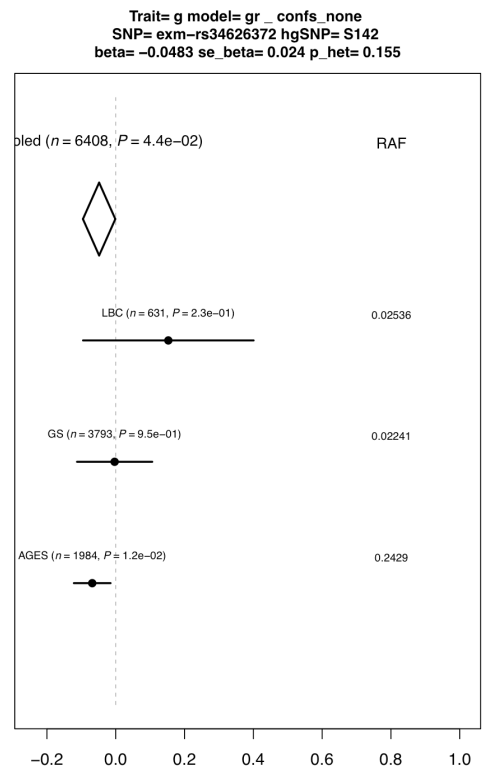 Trait= g model= gr _ confs_none
SNP= exm−rs34626372 hgSNP= S142
beta= −0.0483 se_beta= 0.024 p_het= 0.155
(n = 6408, P = 4.4e−02) RAF
LBC (n = 631, P = 2.3e−01) 0.02536
GS (n = 3793, P = 9.5e−01) 0.02241
AGES (n = 1984, P = 1.2e−02) 0.2429
−0.2 0.0 0.2 0.4 0.6 0.8 1.0